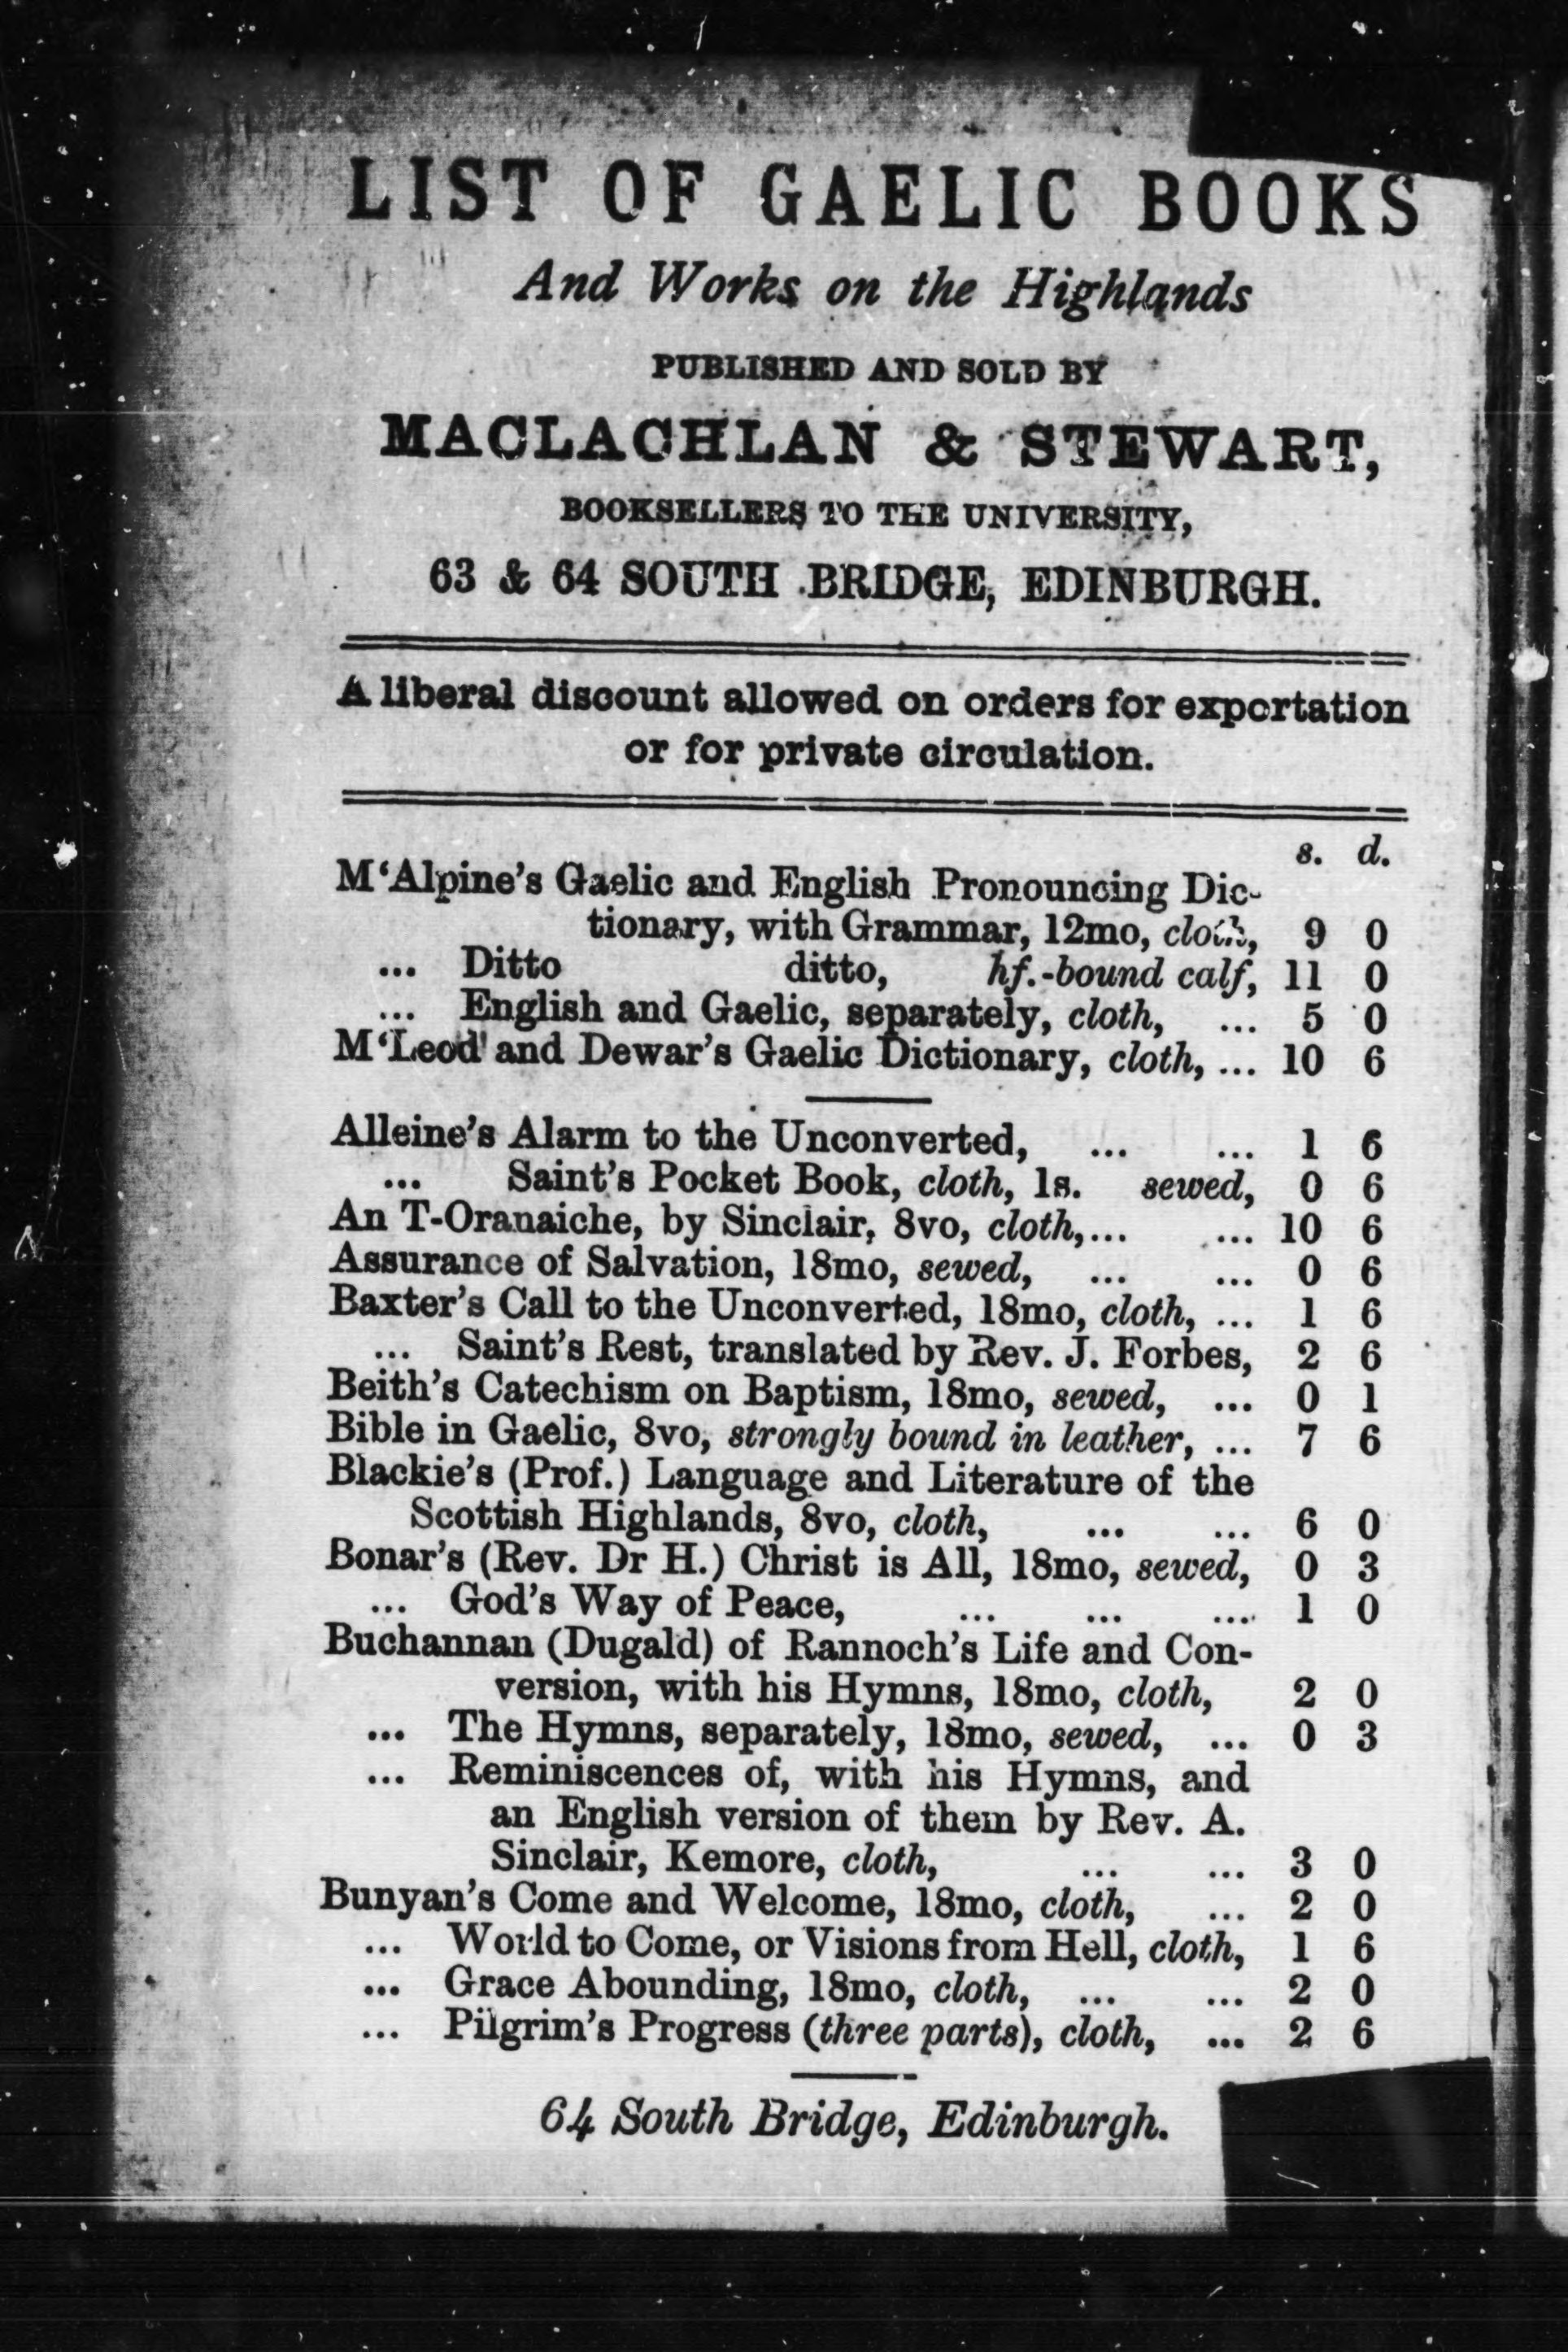 LIST OF GAELIC BOOKS
And Works on the Highlands
PUBLISHED AND SOLD BY
MACLACHLAN & STEWART,
BOOKSELLERS TO THE UNIVERSITY,
63 & 64 SOUTH BRIDGE, EDINBURGH.
A liberal discount allowed on orders for exportation
or for private circulation.
s. d.
M‘Alpine's Gaelic and English Pronouncing Dic-
tionary, with Grammar, 12mo, cloth, 9 0
... Ditto ditto, hf.-bound calf, 11 0
... English and Gaelic, separately, cloth, ... 5 0
M‘Leod and Dewar's Gaelic Dictionary, cloth, ... 10 6
Alleine's Alarm to the Unconverted, ... ... 1 6
... Saint's Pocket Book, cloth, 1s. sewed, 0 6
An T-Oranaiche, by Sinclair, 8vo, cloth,... ... 10 6
Assurance of Salvation, 18mo, sewed, ... ... 0 6
Baxter's Call to the Unconverted, 18mo, cloth, ... 1 6
... Saint's Rest, translated by Rev. J. Forbes, 2 6
Beith's Catechism on Baptism, 18mo, sewed, ... 0 1
Bible in Gaelic, 8vo, strongly bound in leather, ... 7 6
Blackie's (Prof.) Language and Literature of the
Scottish Highlands, 8vo, cloth, ... ... 6 0
Bonar's (Rev. Dr H.) Christ is All, 18mo, sewed, 0 3
... God's Way of Peace, ... ... ... 1 0
Buchannan (Dugald) of Rannoch's Life and Con-
version, with his Hymns, 18mo, cloth, 2 0
... The Hymns, separately, 18mo, sewed, ... 0 3
... Reminiscences of, with his Hymns, and
an English version of them by Rev. A.
Sinclair, Kemore, cloth, ... ... 3 0
Bunyan's Come and Welcome, 18mo, cloth, ... 2 0
... World to Come, or Visions from Hell, cloth, 1 6
... Grace Abounding, 18mo, cloth, ... ... 2 0
... Pilgrim's Progress (three parts), cloth, ... 2 6
64 South Bridge, Edinburgh.